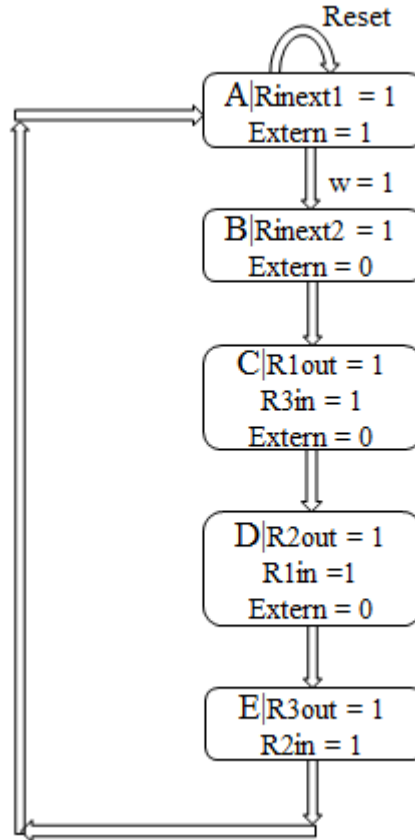 Reset
A|Rinext1 = 1
Extern = 1
w = 1
B|Rinext2 = 1
Extern = 0
C|R1out = 1
R3in = 1
Extern = 0
D|R2out = 1
R1in =1
Extern = 0
E|R3out = 1
R2in = 1